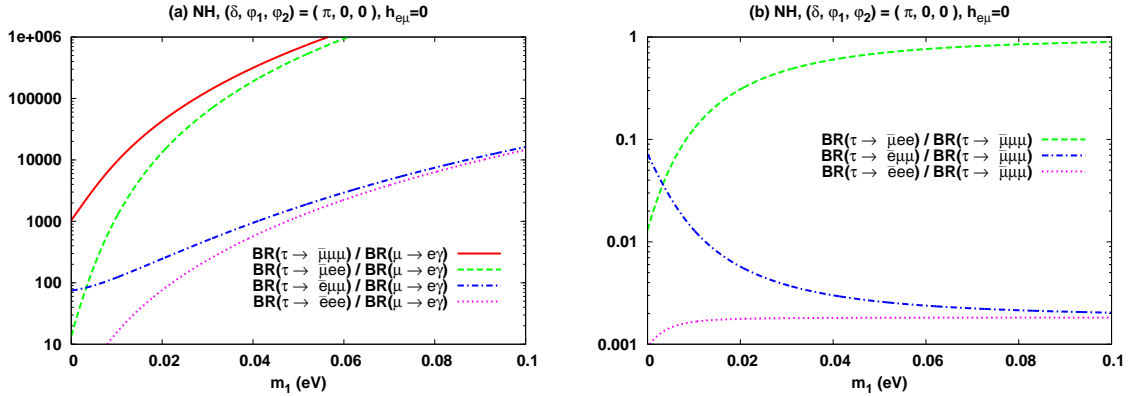 (a) NH, (δ, φ₁, φ₂) = ( π, 0, 0 ), hₑμ=0
1e+006
100000
10000
1000
100
10
BR(τ → μ̄μμ) / BR(μ → eγ)
BR(τ → μ̄ee) / BR(μ → eγ)
BR(τ → ēμμ) / BR(μ → eγ)
BR(τ → ēee) / BR(μ → eγ)
0 0.02 0.04 0.06 0.08 0.1
m₁ (eV)
(b) NH, (δ, φ₁, φ₂) = ( π, 0, 0 ), hₑμ=0
1
0.1
0.01
0.001
BR(τ → μ̄ee) / BR(τ → μ̄μμ)
BR(τ → ēμμ) / BR(τ → μ̄μμ)
BR(τ → ēee) / BR(τ → μ̄μμ)
0 0.02 0.04 0.06 0.08 0.1
m₁ (eV)